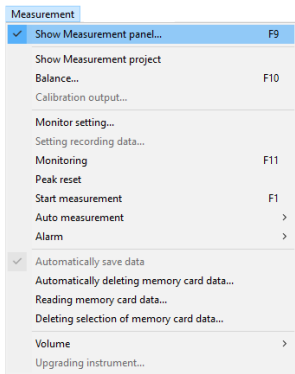 Measurement
Show Measurement panel... F9
Show Measurement project
Balance... F10
Calibration output...
Monitor setting...
Setting recording data...
Monitoring F11
Peak reset
Start measurement F1
Auto measurement
Alarm
Automatically save data
Automatically deleting memory card data...
Reading memory card data...
Deleting selection of memory card data...
Volume
Upgrading instrument...